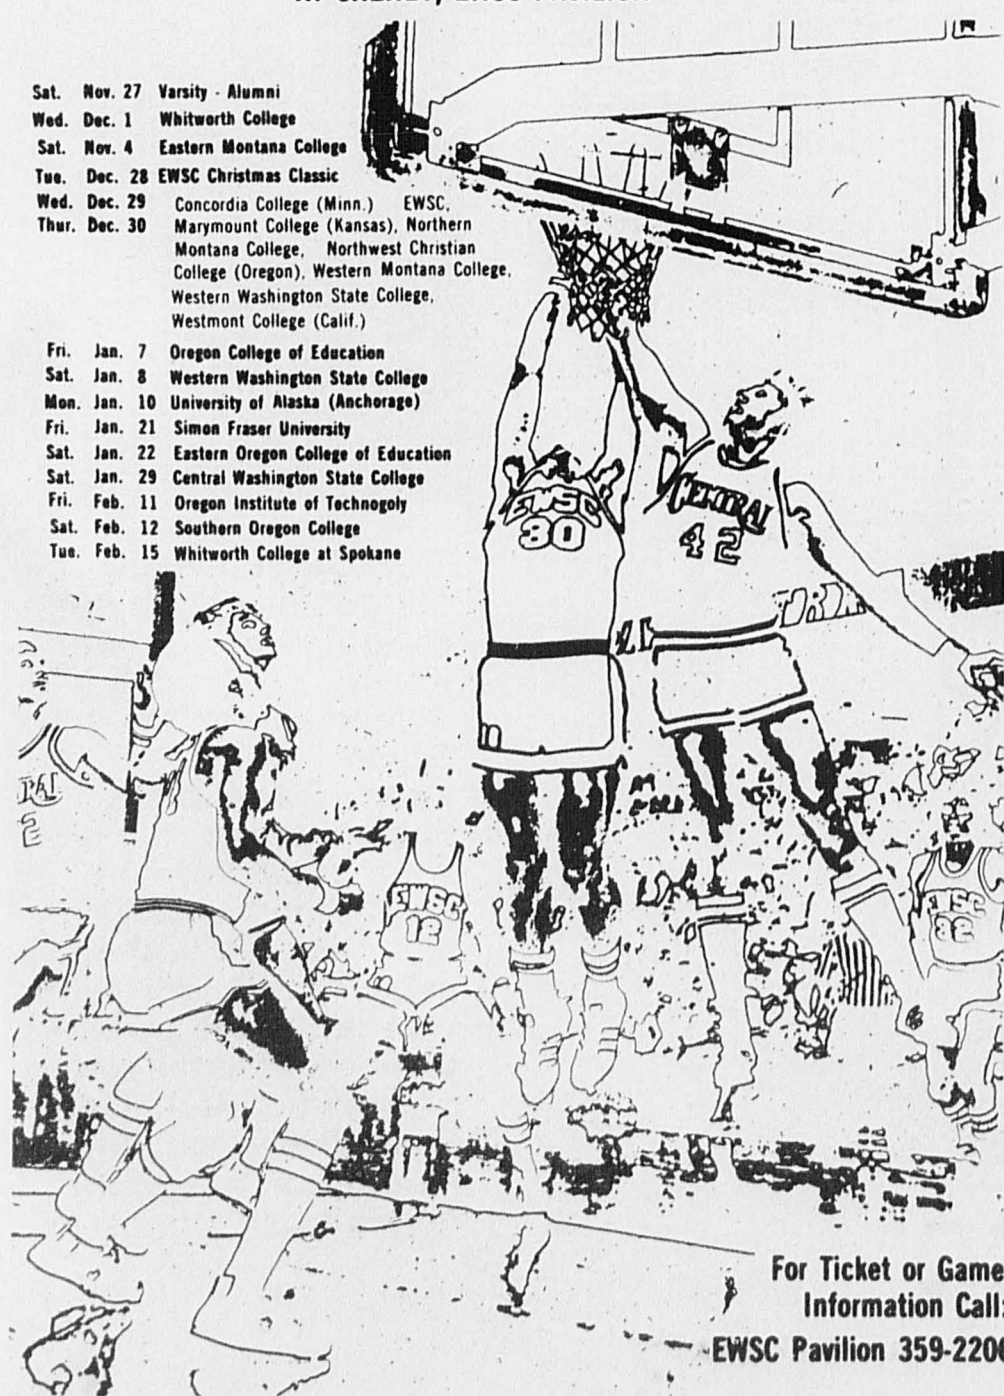 Sat. Nov. 27 Varsity - Alumni
Wed. Dec. 1 Whitworth College
Sat. Nov. 4 Eastern Montana College
Tue. Dec. 28 EWSC Christmas Classic
Wed. Dec. 29 Concordia College (Minn.) EWSC,
Thur. Dec. 30 Marymount College (Kansas), Northern
Montana College, Northwest Christian
College (Oregon), Western Montana College,
Western Washington State College,
Westmont College (Calif.)
Fri. Jan. 7 Oregon College of Education
Sat. Jan. 8 Western Washington State College
Mon. Jan. 10 University of Alaska (Anchorage)
Fri. Jan. 21 Simon Fraser University
Sat. Jan. 22 Eastern Oregon College of Education
Sat. Jan. 29 Central Washington State College
Fri. Feb. 11 Oregon Institute of Technogoly
Sat. Feb. 12 Southern Oregon College
Tue. Feb. 15 Whitworth College at Spokane
EWSC
30
CENTRAL
42
EWSC
12
EWSC
32
For Ticket or Game
Information Call:
EWSC Pavilion 359-2200